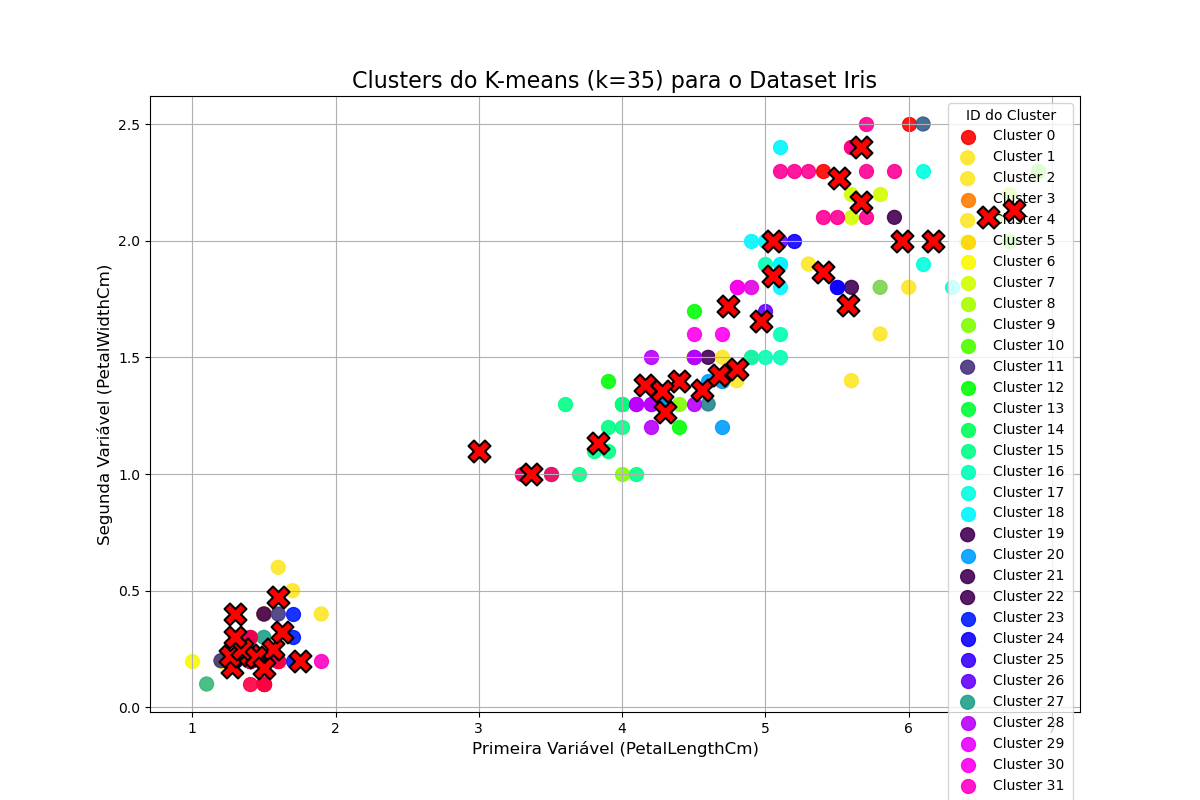 Clusters do K-means (k=35) para o Dataset Iris
2.5
2.0
1.5
1.0
0.5
0.0
Segunda Variável (PetalWidthCm)
1
2
3
4
5
6
7
Primeira Variável (PetalLengthCm)
ID do Cluster
Cluster 0
Cluster 1
Cluster 2
Cluster 3
Cluster 4
Cluster 5
Cluster 6
Cluster 7
Cluster 8
Cluster 9
Cluster 10
Cluster 11
Cluster 12
Cluster 13
Cluster 14
Cluster 15
Cluster 16
Cluster 17
Cluster 18
Cluster 19
Cluster 20
Cluster 21
Cluster 22
Cluster 23
Cluster 24
Cluster 25
Cluster 26
Cluster 27
Cluster 28
Cluster 29
Cluster 30
Cluster 31